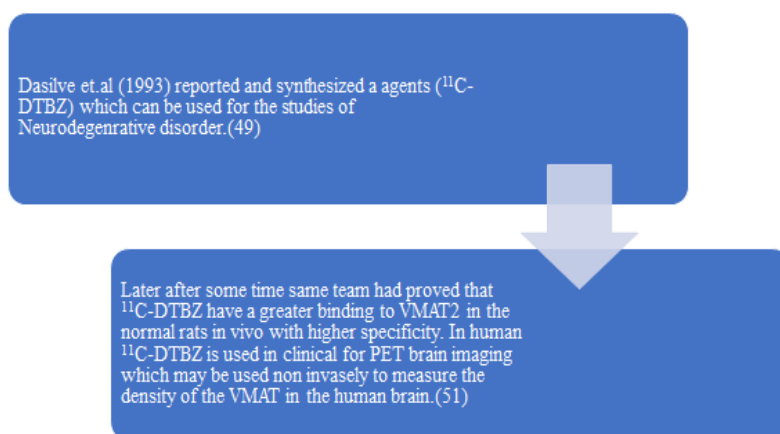 Dasilve et.al (1993) reported and synthesized a agents (¹¹C-
DTBZ) which can be used for the studies of
Neurodegenrative disorder.(49)
Later after some time same team had proved that
¹¹C-DTBZ have a greater binding to VMAT2 in the
normal rats in vivo with higher specificity. In human
¹¹C-DTBZ is used in clinical for PET brain imaging
which may be used non invasely to measure the
density of the VMAT in the human brain.(51)